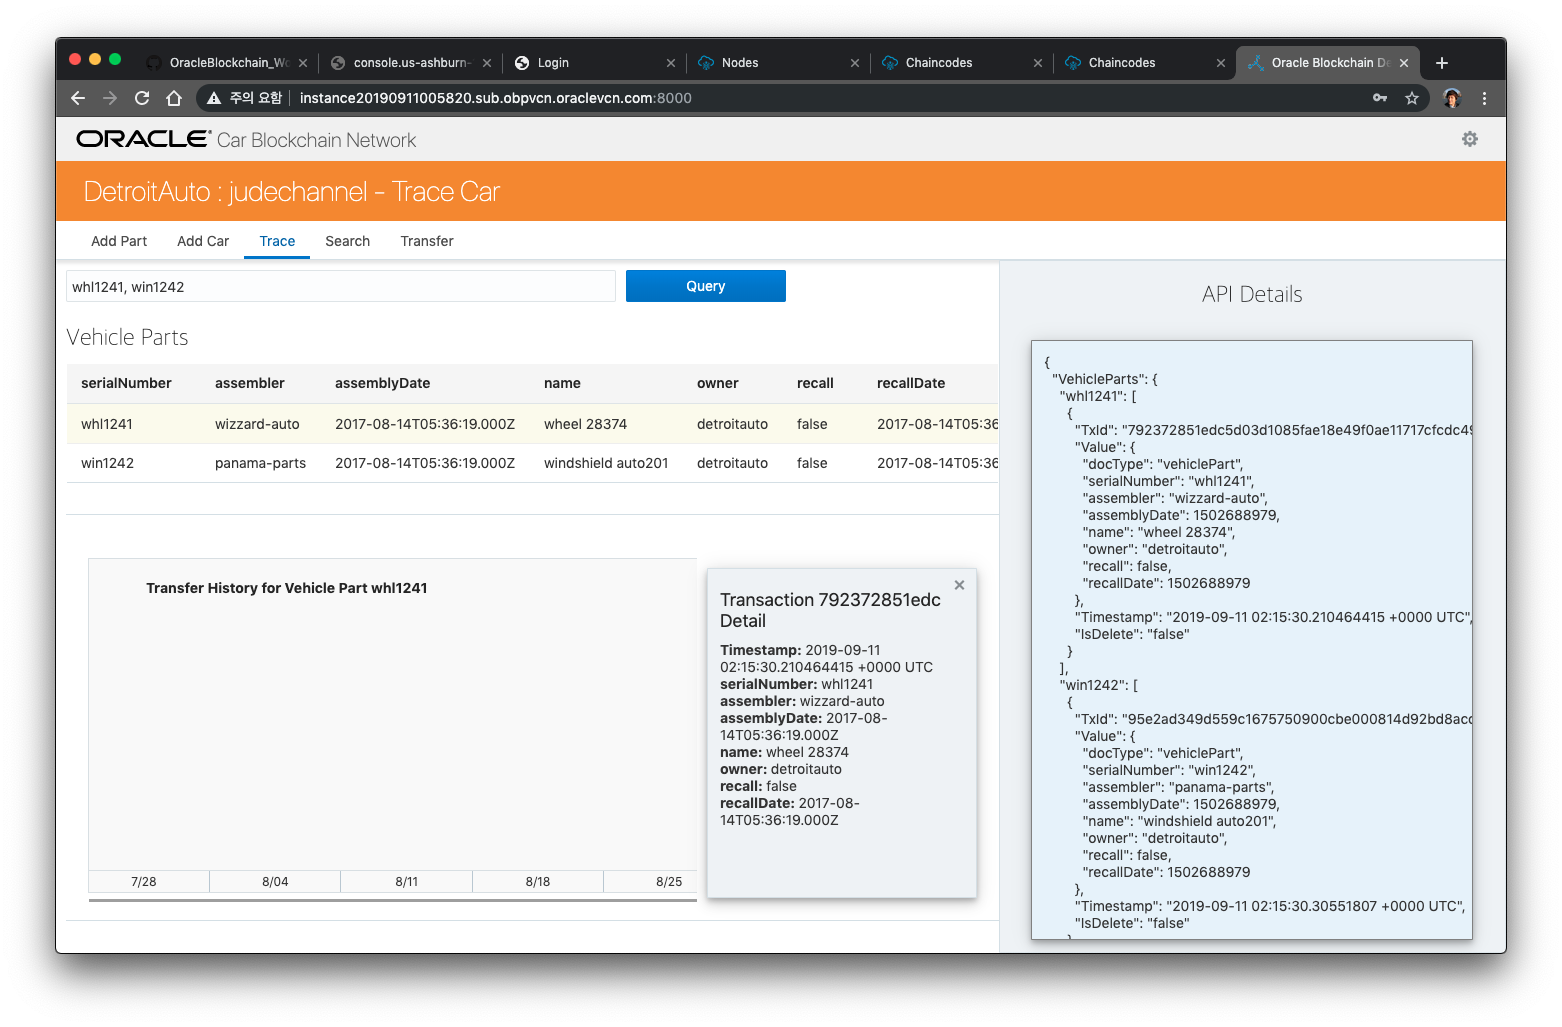 OracleBlockchain_Wo
console.us-ashburn-
Login
Nodes
Chaincodes
Chaincodes
Oracle Blockchain De
주의 요함
instance20190911005820.sub.obpvcn.oraclevcn.com:8000
ORACLE Car Blockchain Network
DetroitAuto : judechannel - Trace Car
Add Part Add Car Trace Search Transfer
whl1241, win1242
Query
Vehicle Parts
serialNumber assembler assemblyDate name owner recall recallDate
whl1241 wizzard-auto 2017-08-14T05:36:19.000Z wheel 28374 detroitauto false 2017-08-14T05:36
win1242 panama-parts 2017-08-14T05:36:19.000Z windshield auto201 detroitauto false 2017-08-14T05:36
Transfer History for Vehicle Part whl1241
7/28 8/04 8/11 8/18 8/25
Transaction 792372851edc
Detail
Timestamp: 2019-09-11
02:15:30.210464415 +0000 UTC
serialNumber: whl1241
assembler: wizzard-auto
assemblyDate: 2017-08-
14T05:36:19.000Z
name: wheel 28374
owner: detroitauto
recall: false
recallDate: 2017-08-
14T05:36:19.000Z
API Details
{
"VehicleParts": {
"whl1241": [
{
"TxId": "792372851edc5d03d1085fae18e49f0ae11717cfcdc49
"Value": {
"docType": "vehiclePart",
"serialNumber": "whl1241",
"assembler": "wizzard-auto",
"assemblyDate": 1502688979,
"name": "wheel 28374",
"owner": "detroitauto",
"recall": false,
"recallDate": 1502688979
},
"Timestamp": "2019-09-11 02:15:30.210464415 +0000 UTC",
"IsDelete": "false"
}
],
"win1242": [
{
"TxId": "95e2ad349d559c1675750900cbe000814d92bd8acc
"Value": {
"docType": "vehiclePart",
"serialNumber": "win1242",
"assembler": "panama-parts",
"assemblyDate": 1502688979,
"name": "windshield auto201",
"owner": "detroitauto",
"recall": false,
"recallDate": 1502688979
},
"Timestamp": "2019-09-11 02:15:30.30551807 +0000 UTC",
"IsDelete": "false"
}